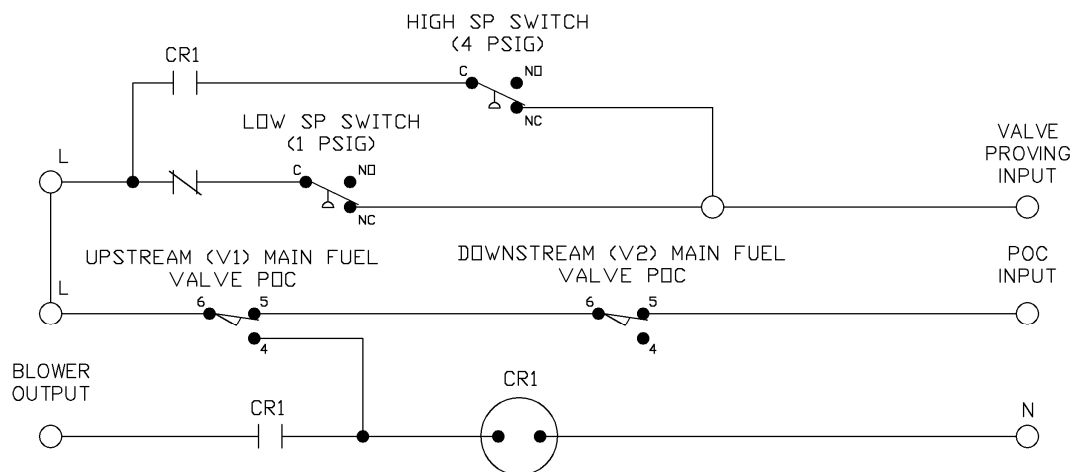 HIGH SP SWITCH
(4 PSIG)
CR1
C
NO
NC
LOW SP SWITCH
(1 PSIG)
L
C
NO
NC
VALVE
PROVING
INPUT
UPSTREAM (V1) MAIN FUEL
VALVE POC
DOWNSTREAM (V2) MAIN FUEL
VALVE POC
POC
INPUT
L
6
5
4
6
5
4
BLOWER
OUTPUT
CR1
CR1
N